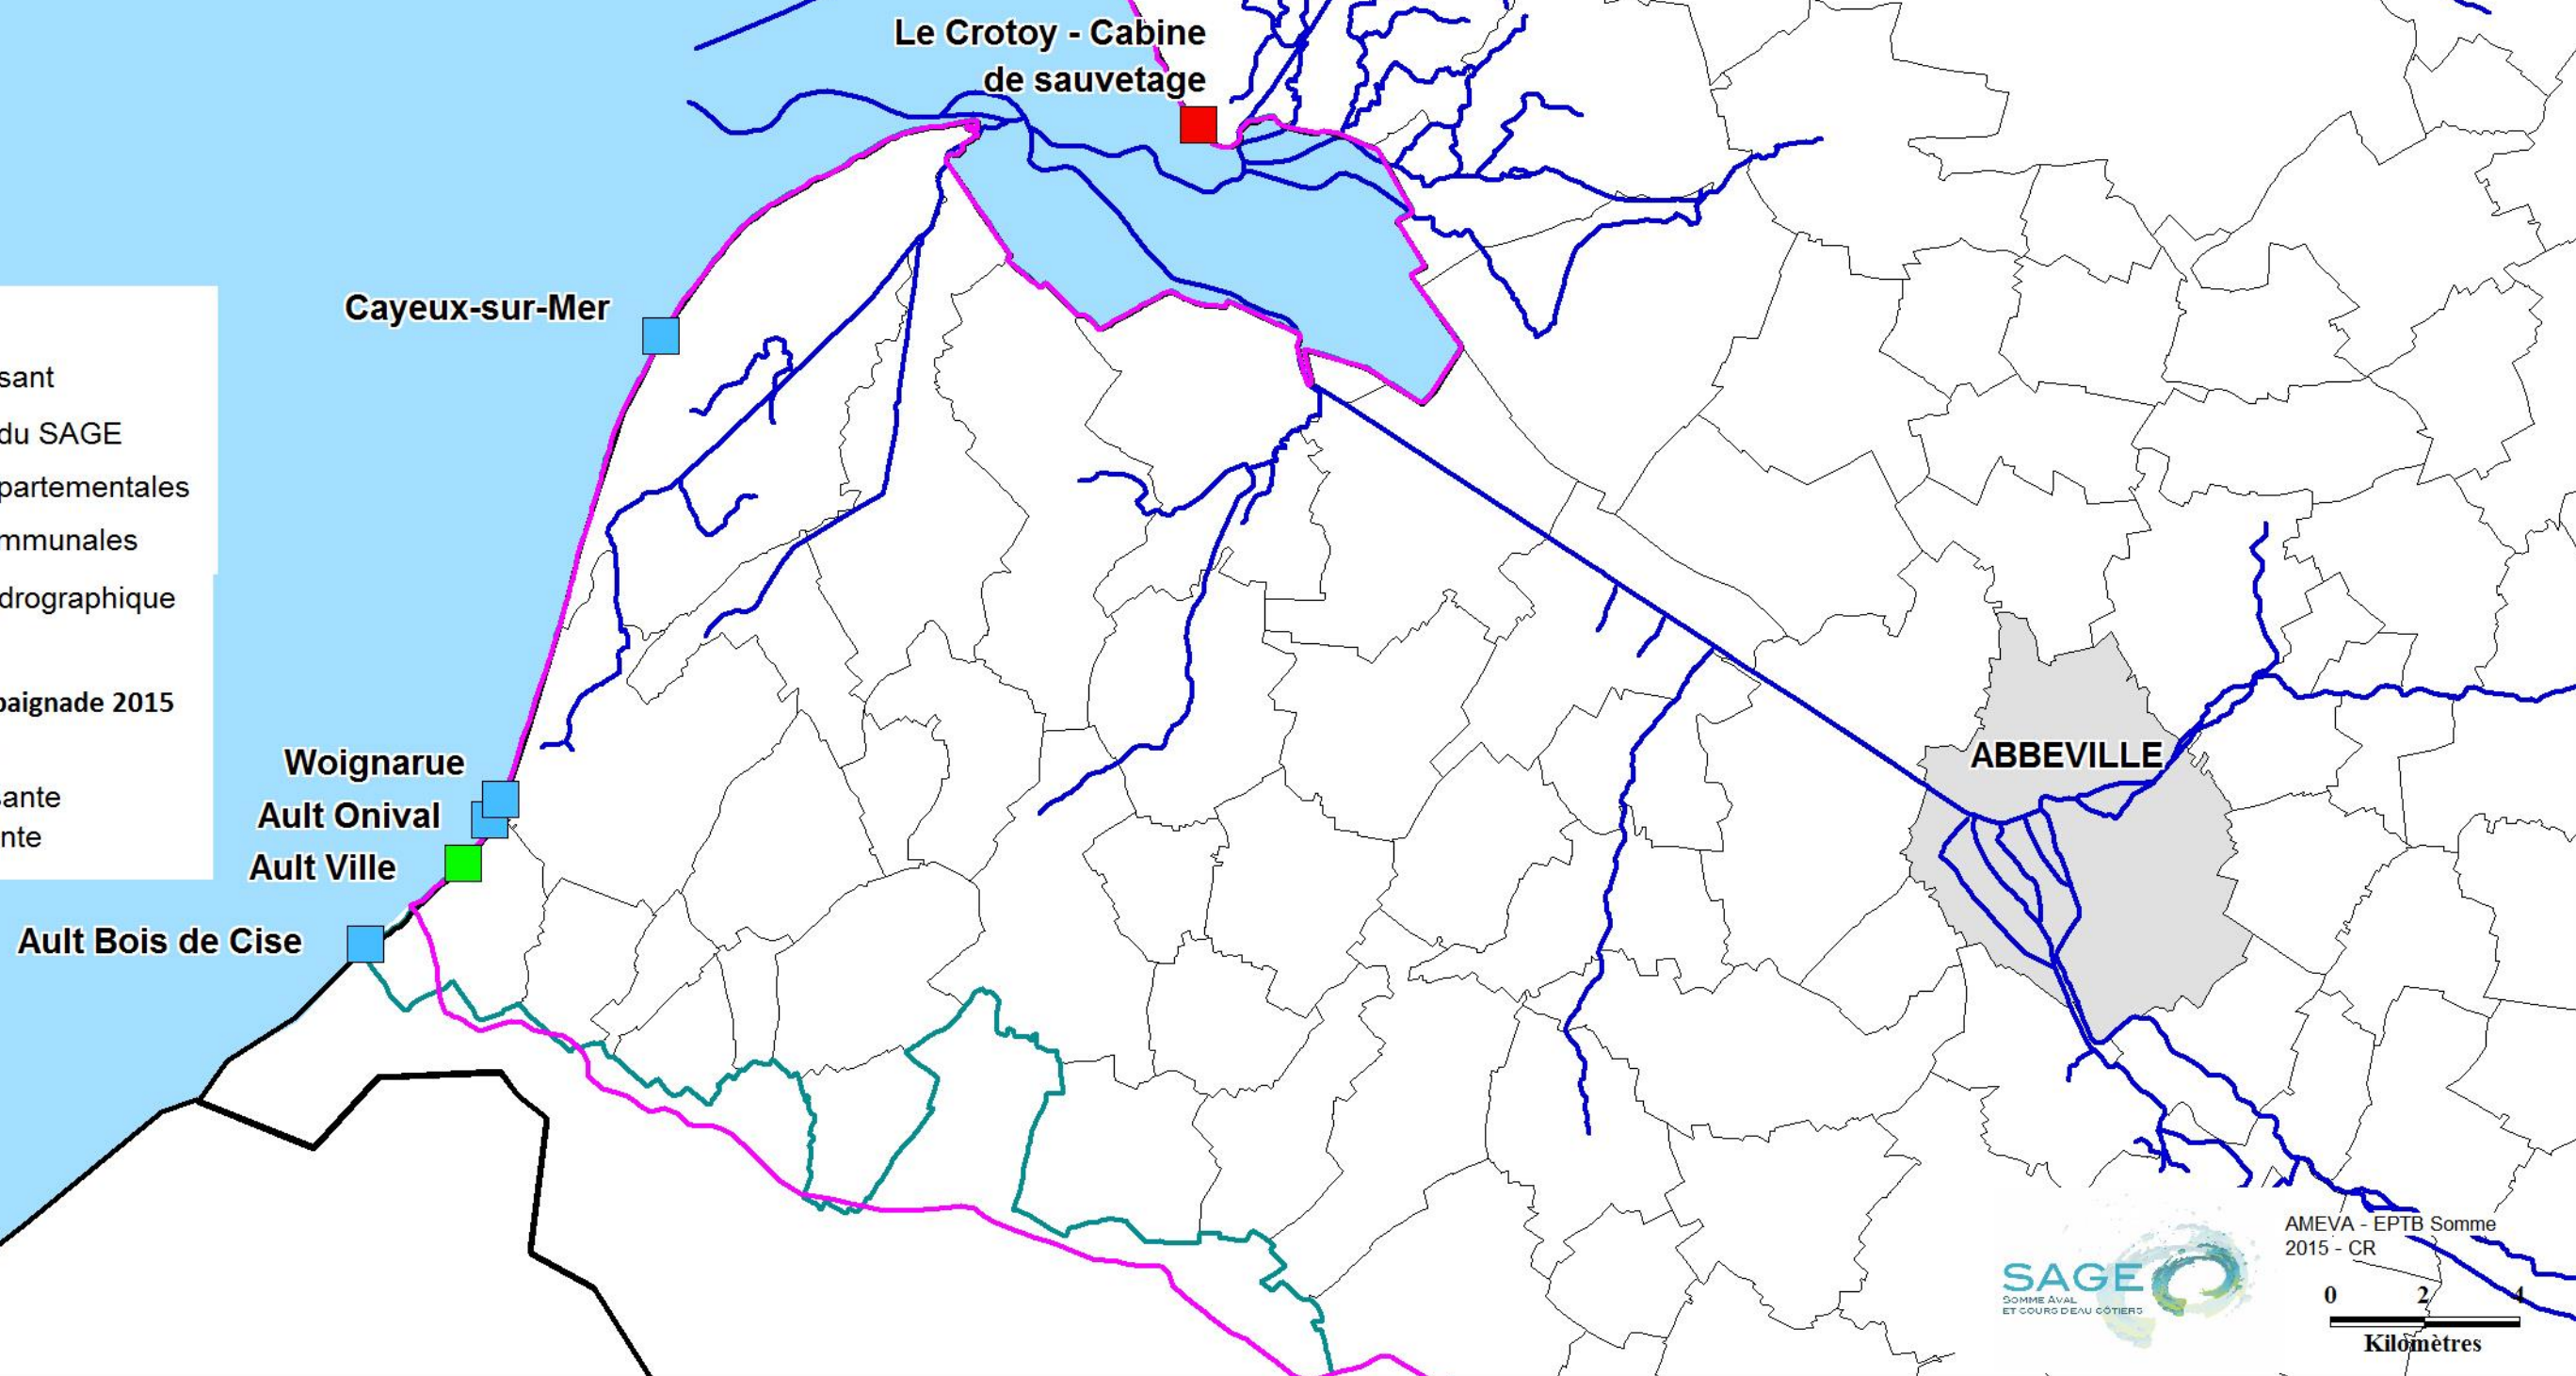 Le Crotoy - Cabine
de sauvetage
Cayeux-sur-Mer
sant
du SAGE
partementales
mmunales
drographique
baignade 2015
Woignarue
sante
Ault Onival
nte
Ault Ville
Ault Bois de Cise
ABBEVILLE
AMEVA - EPTB Somme
2015 - CR
SAGE
SOMME AVAL
ET COURS D'EAU CÔTIERS
0 2 4
Kilomètres